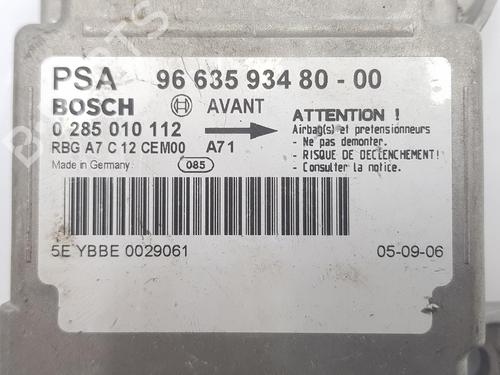 PSA 96 635 934 80 - 00
BOSCH AVANT
0 285 010 112
RBG A7 C 12 CEM00 A71
Made in Germany 085
ATTENTION !
Airbag(s) et pretensionneurs
- Ne pas demonter.
- RISQUE DE DECLENCHEMENT!
- Consulter la notice.
5E YBBE 0029061
05-09-06